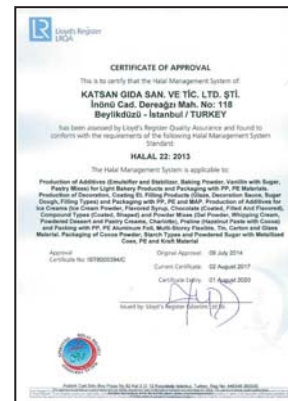 Lloyd's Register
LRQA
CERTIFICATE OF APPROVAL
This is to certify that the Halal Management System of:
KATSAN GIDA SAN. VE TİC. LTD. ŞTİ.
İnönü Cad. Dereağzı Mah. No: 118
Beylikdüzü - İstanbul / TURKEY
has been assessed by Lloyd's Register Quality Assurance and found to
conform with the requirements of the following Halal Management System
Standard:
HALAL 22: 2013
The Halal Management System is applicable to:
Production of Additives (Emulsifier and Stabilizer, Baking Powder, Vanillin with Sugar,
Pastry Mixes) for Light Bakery Products and Packaging with PP, PE Materials.
Production of Decoration, Coating and Filling Products (Glaze, Decoration Sauce, Sugar
Dough, Filling Types) and Packaging with PP, PE and MAP. Production of Additives for
Ice Creams (Ice Cream Powder, Flavored Syrup, Chocolate (Coated, Filled And Flavored),
Compound Types (Coated, Shaped) and Powder Mixes (Gel Powder, Whipping Cream,
Powdered Dessert and Pastry Creams, Chantilly), Praline (Hazelnut Paste with Cocoa)
and Packing with PP, PE Aluminum Foil, Multi-Storey Flexible, Tin, Carton and Glass
Material. Packaging of Cocoa Powder, Starch Types and Powdered Sugar with Metallized
Coex, PE and Kraft Material
Approval
Certificate No:
Original Approval: 08 July 2014
Current Certificate: 02 August 2017
Certificate Expiry: 01 August 2020
Issued by: Lloyd's Register